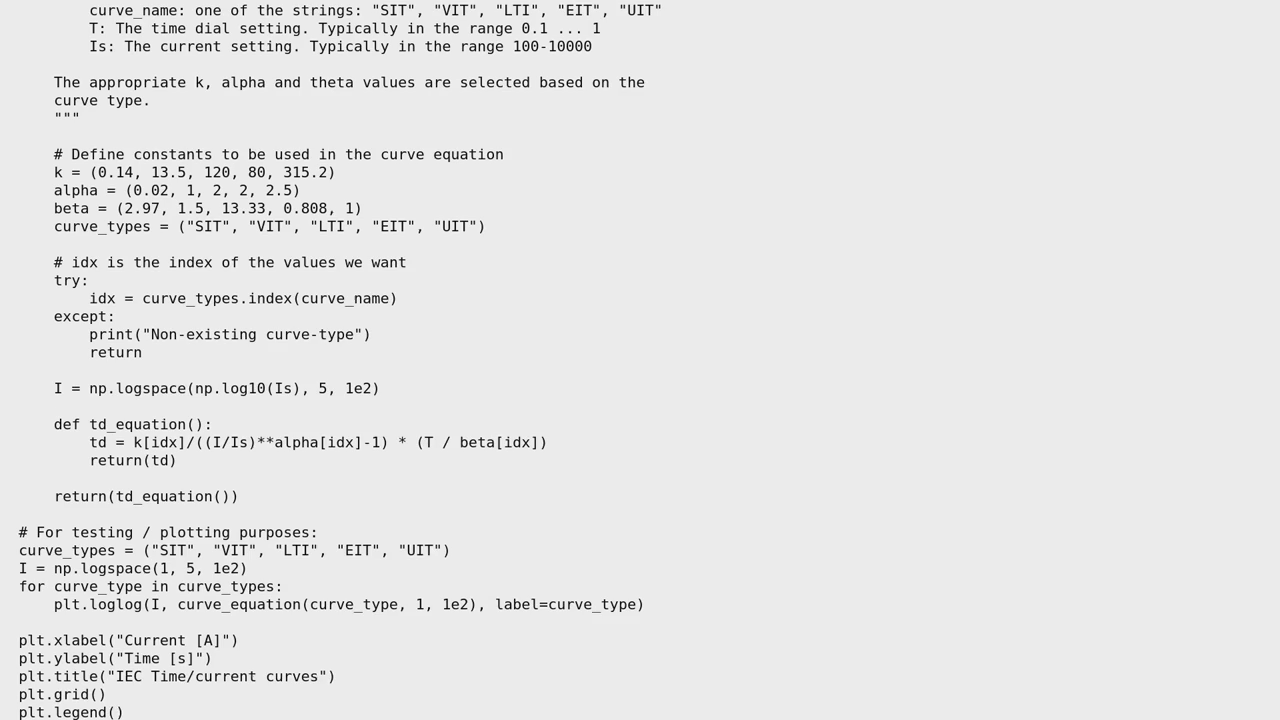 curve_name: one of the strings: "SIT", "VIT", "LTI", "EIT", "UIT"
T: The time dial setting. Typically in the range 0.1 ... 1
Is: The current setting. Typically in the range 100-10000
The appropriate k, alpha and theta values are selected based on the
curve type.
"""
# Define constants to be used in the curve equation
k = (0.14, 13.5, 120, 80, 315.2)
alpha = (0.02, 1, 2, 2, 2.5)
beta = (2.97, 1.5, 13.33, 0.808, 1)
curve_types = ("SIT", "VIT", "LTI", "EIT", "UIT")
# idx is the index of the values we want
try:
idx = curve_types.index(curve_name)
except:
print("Non-existing curve-type")
return
I = np.logspace(np.log10(Is), 5, 1e2)
def td_equation():
td = k[idx]/((I/Is)**alpha[idx]-1) * (T / beta[idx])
return(td)
return(td_equation())
# For testing / plotting purposes:
curve_types = ("SIT", "VIT", "LTI", "EIT", "UIT")
I = np.logspace(1, 5, 1e2)
for curve_type in curve_types:
plt.loglog(I, curve_equation(curve_type, 1, 1e2), label=curve_type)
plt.xlabel("Current [A]")
plt.ylabel("Time [s]")
plt.title("IEC Time/current curves")
plt.grid()
plt.legend()